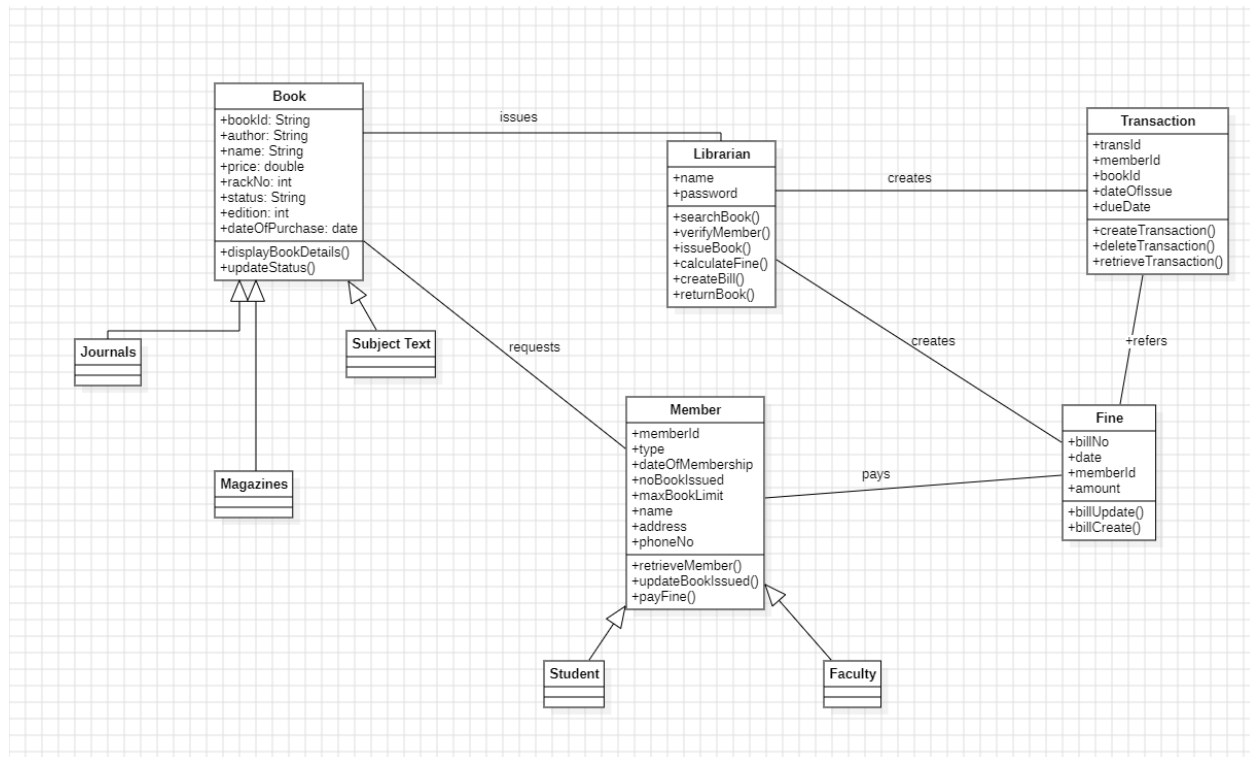 Book
+bookId: String
+author: String
+name: String
+price: double
+rackNo: int
+status: String
+edition: int
+dateOfPurchase: date
+displayBookDetails()
+updateStatus()
issues
Librarian
+name
+password
+searchBook()
+verifyMember()
+issueBook()
+calculateFine()
+createBill()
+returnBook()
creates
Transaction
+transId
+memberId
+bookId
+dateOfIssue
+dueDate
+createTransaction()
+deleteTransaction()
+retrieveTransaction()
Journals
Subject Text
requests
creates
+refers
Magazines
Member
+memberId
+type
+dateOfMembership
+noBookIssued
+maxBookLimit
+name
+address
+phoneNo
+retrieveMember()
+updateBookIssued()
+payFine()
pays
Fine
+billNo
+date
+memberId
+amount
+billUpdate()
+billCreate()
Student
Faculty